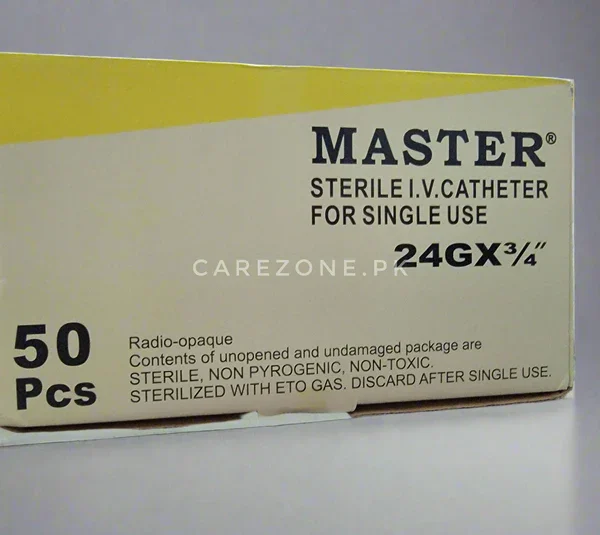 MASTER®
STERILE I.V.CATHETER
FOR SINGLE USE
24GX¾"
CAREZONE.PK
50
Pcs
Radio-opaque
Contents of unopened and undamaged package are
STERILE, NON PYROGENIC, NON-TOXIC.
STERILIZED WITH ETO GAS. DISCARD AFTER SINGLE USE.